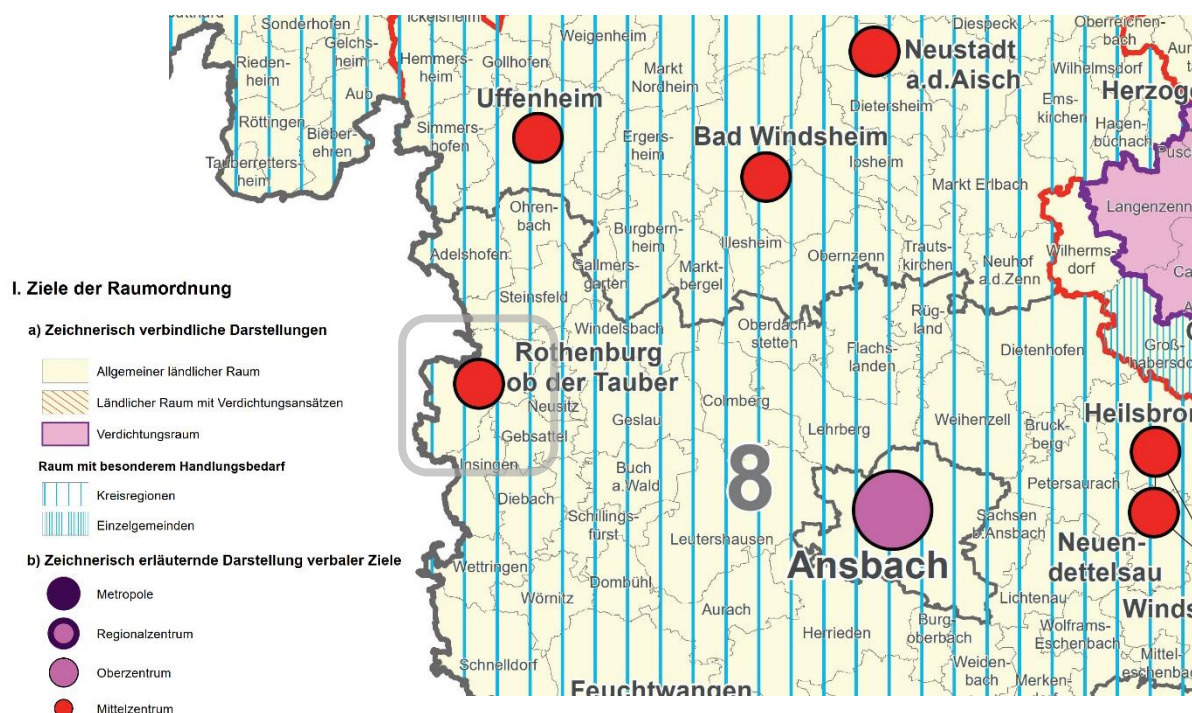 I. Ziele der Raumordnung
a) Zeichnerisch verbindliche Darstellungen
Allgemeiner ländlicher Raum
Ländlicher Raum mit Verdichtungsansätzen
Verdichtungsraum
Raum mit besonderem Handlungsbedarf
Kreisregionen
Einzelgemeinden
b) Zeichnerisch erläuternde Darstellung verbaler Ziele
Metropole
Regionalzentrum
Oberzentrum
Mittelzentrum
Sonderhofen
Ickelsheim
Weigenheim
Diespeck
Oberreichen-
bach
Gelchs-
heim
Rieden-
heim
Hemmers-
heim
Gollhofen
Markt
Nordheim
Neustadt
a.d.Aisch
Wilhelmsdorf
Aub
Uffenheim
Dietersheim
Ems-
kirchen
Röttingen
Bieber-
ehren
Simmers-
hofen
Ergers-
heim
Bad Windsheim
Ipsheim
Hagen-
büchach
Tauberretters-
heim
Markt Erlbach
Langenzenn
Ohren-
bach
Burgbern-
heim
Illesheim
Adelshofen
Obernzenn
Trauts-
kirchen
Wilherms-
dorf
Gallmers-
garten
Markt-
bergel
Neuhof
a.d.Zenn
Steinsfeld
Windelsbach
Oberdach-
stetten
Rüg-
land
Rothenburg
ob der Tauber
Flachs-
landen
Dietenhofen
Groß-
Neusitz
Colmberg
Geslau
Gebsattel
Lehrberg
Weihenzell
Bruck-
berg
Insingen
Buch
a.Wald
8
Petersaurach
Diebach
Schillings-
fürst
Leutershausen
Sachsen
b.Ansbach
Wettringen
Dombühl
Ansbach
Neuen-
dettelsau
Wörnitz
Aurach
Lichtenau
Herrieden
Burg-
oberbach
Wolframs-
Eschenbach
Schnelldorf
Weiden-
bach
Mittel-
Merken-
Feuchtwangen